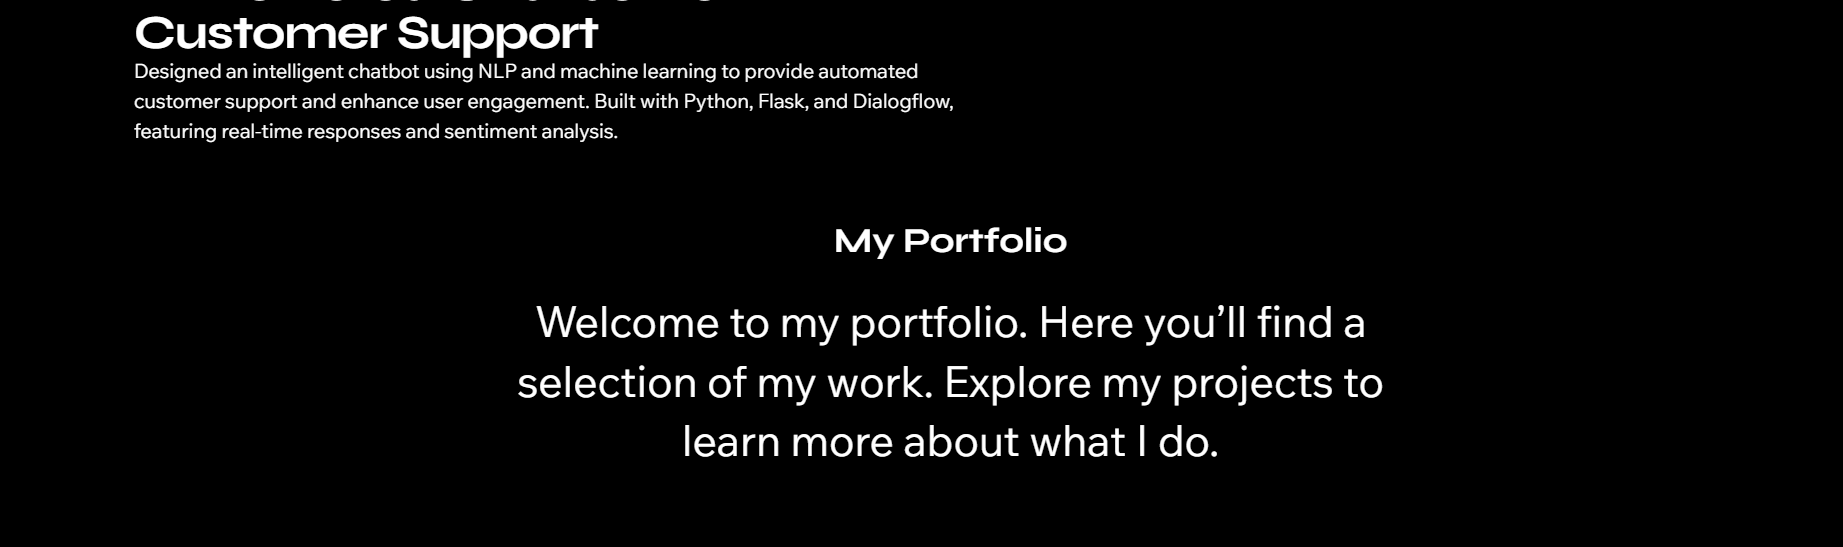 Customer Support
Designed an intelligent chatbot using NLP and machine learning to provide automated
customer support and enhance user engagement. Built with Python, Flask, and Dialogflow,
featuring real-time responses and sentiment analysis.
My Portfolio
Welcome to my portfolio. Here you’ll find a
selection of my work. Explore my projects to
learn more about what I do.